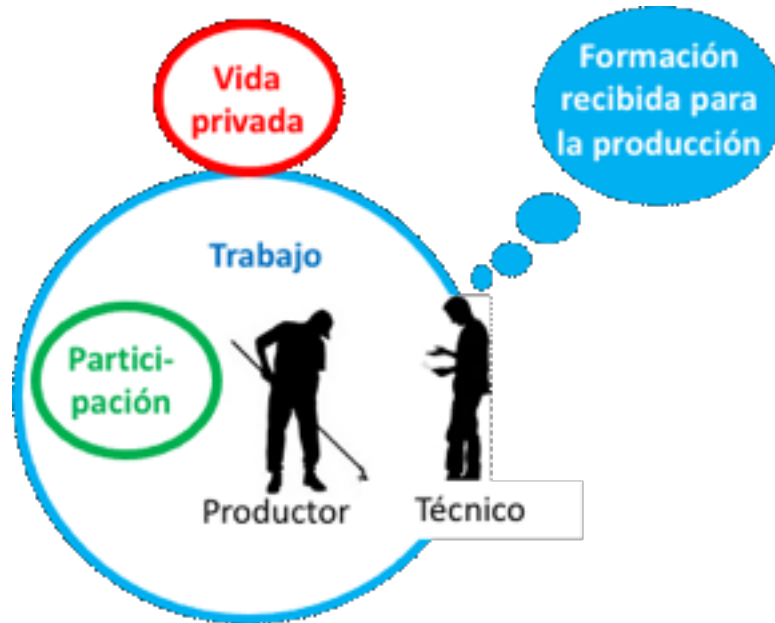 Vida
privada
Formación
recibida para
la producción
Trabajo
Partici-
pación
Productor
Técnico